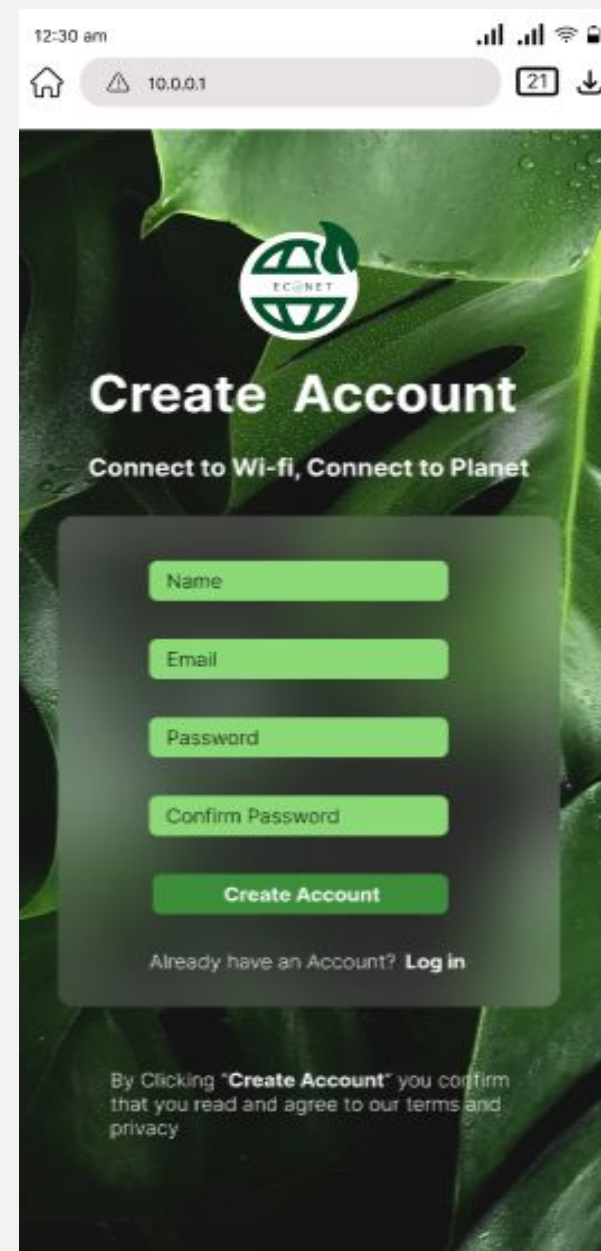 12:30 am
10.0.0.1
21
EC@NET
Create Account
Connect to Wi-fi, Connect to Planet
Name
Email
Password
Confirm Password
Create Account
Already have an Account? Log in
By Clicking "Create Account" you confirm
that you read and agree to our terms and
privacy